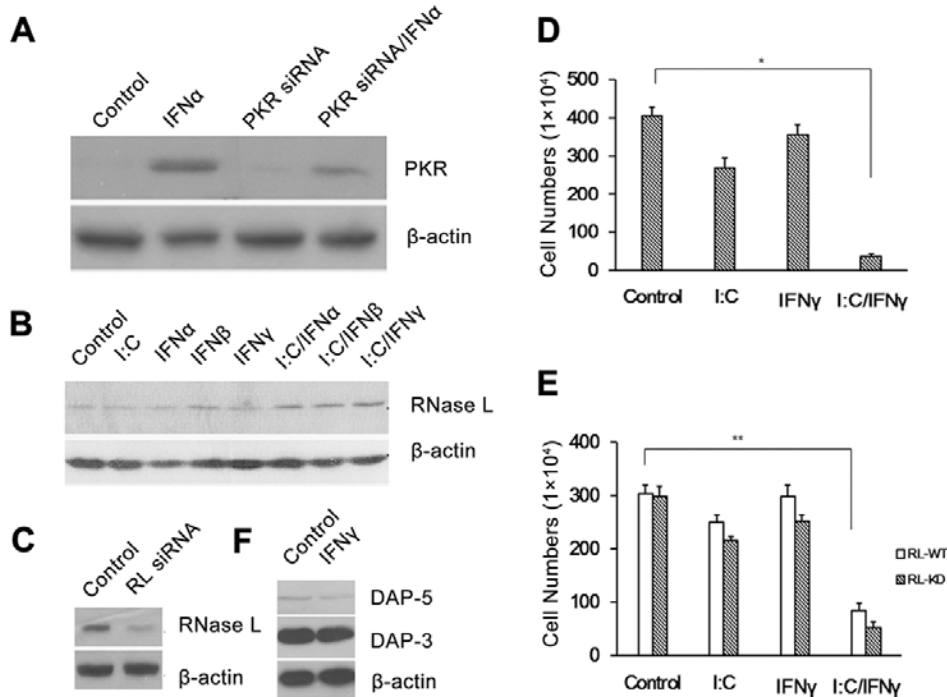 A
Control
IFNα
PKR siRNA
PKR siRNA/IFNα
PKR
β-actin
B
Control
I:C
IFNα
IFNβ
IFNγ
I:C/IFNα
I:C/IFNβ
I:C/IFNγ
RNase L
β-actin
C
Control
RL siRNA
RNase L
β-actin
F
Control
IFNγ
DAP-5
DAP-3
β-actin
D
*
Cell Numbers (1×10⁴)
500
400
300
200
100
0
Control
I:C
IFNγ
I:C/IFNγ
E
**
Cell Numbers (1×10⁴)
400
300
200
100
0
Control
I:C
IFNγ
I:C/IFNγ
RL-WT
RL-KD